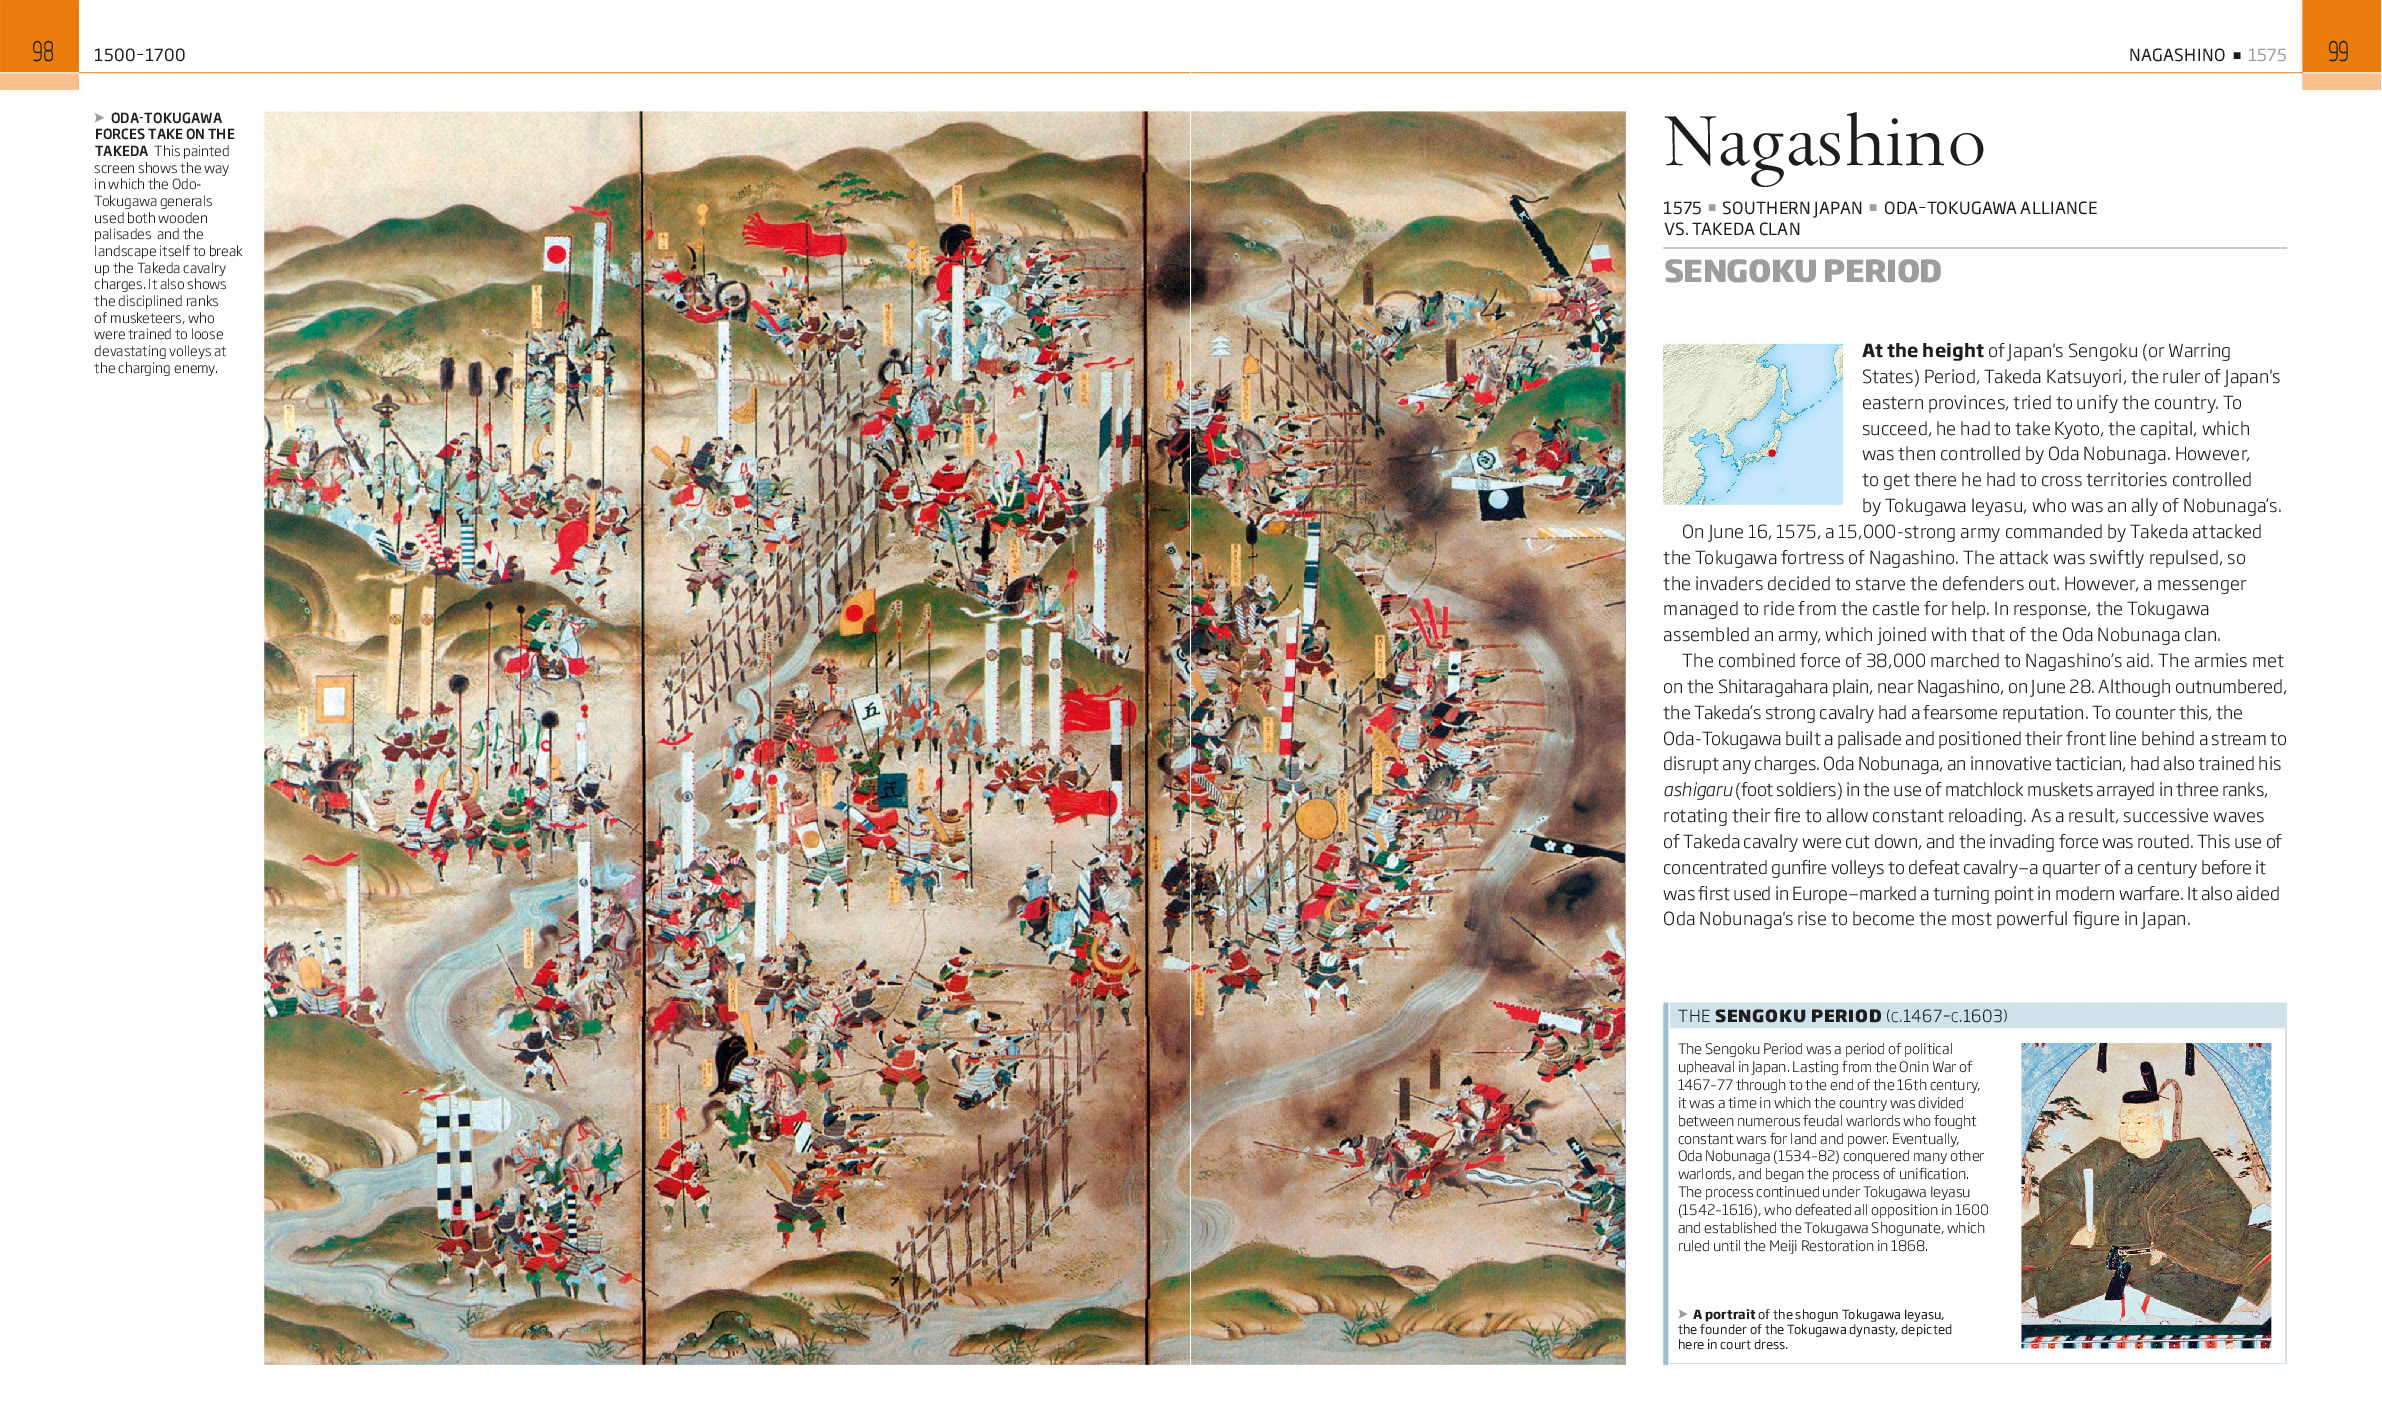 98
1500–1700
NAGASHINO ■ 1575
99
➤ ODA-TOKUGAWA
FORCES TAKE ON THE
TAKEDA This painted
screen shows the way
in which the Odo-
Tokugawa generals
used both wooden
palisades and the
landscape itself to break
up the Takeda cavalry
charges. It also shows
the disciplined ranks
of musketeers, who
were trained to loose
devastating volleys at
the charging enemy.
五
Nagashino
1575 ■ SOUTHERN JAPAN ■ ODA–TOKUGAWA ALLIANCE
VS. TAKEDA CLAN
SENGOKU PERIOD
At the height of Japan's Sengoku (or Warring
States) Period, Takeda Katsuyori, the ruler of Japan's
eastern provinces, tried to unify the country. To
succeed, he had to take Kyoto, the capital, which
was then controlled by Oda Nobunaga. However,
to get there he had to cross territories controlled
by Tokugawa Ieyasu, who was an ally of Nobunaga's.
On June 16, 1575, a 15,000-strong army commanded by Takeda attacked
the Tokugawa fortress of Nagashino. The attack was swiftly repulsed, so
the invaders decided to starve the defenders out. However, a messenger
managed to ride from the castle for help. In response, the Tokugawa
assembled an army, which joined with that of the Oda Nobunaga clan.
The combined force of 38,000 marched to Nagashino's aid. The armies met
on the Shitaragahara plain, near Nagashino, on June 28. Although outnumbered,
the Takeda's strong cavalry had a fearsome reputation. To counter this, the
Oda-Tokugawa built a palisade and positioned their front line behind a stream to
disrupt any charges. Oda Nobunaga, an innovative tactician, had also trained his
ashigaru (foot soldiers) in the use of matchlock muskets arrayed in three ranks,
rotating their fire to allow constant reloading. As a result, successive waves
of Takeda cavalry were cut down, and the invading force was routed. This use of
concentrated gunfire volleys to defeat cavalry—a quarter of a century before it
was first used in Europe—marked a turning point in modern warfare. It also aided
Oda Nobunaga's rise to become the most powerful figure in Japan.
THE SENGOKU PERIOD (C.1467–C.1603)
The Sengoku Period was a period of political
upheaval in Japan. Lasting from the Onin War of
1467–77 through to the end of the 16th century,
it was a time in which the country was divided
between numerous feudal warlords who fought
constant wars for land and power. Eventually,
Oda Nobunaga (1534–82) conquered many other
warlords, and began the process of unification.
The process continued under Tokugawa Ieyasu
(1542–1616), who defeated all opposition in 1600
and established the Tokugawa Shogunate, which
ruled until the Meiji Restoration in 1868.
➤ A portrait of the shogun Tokugawa Ieyasu,
the founder of the Tokugawa dynasty, depicted
here in court dress.